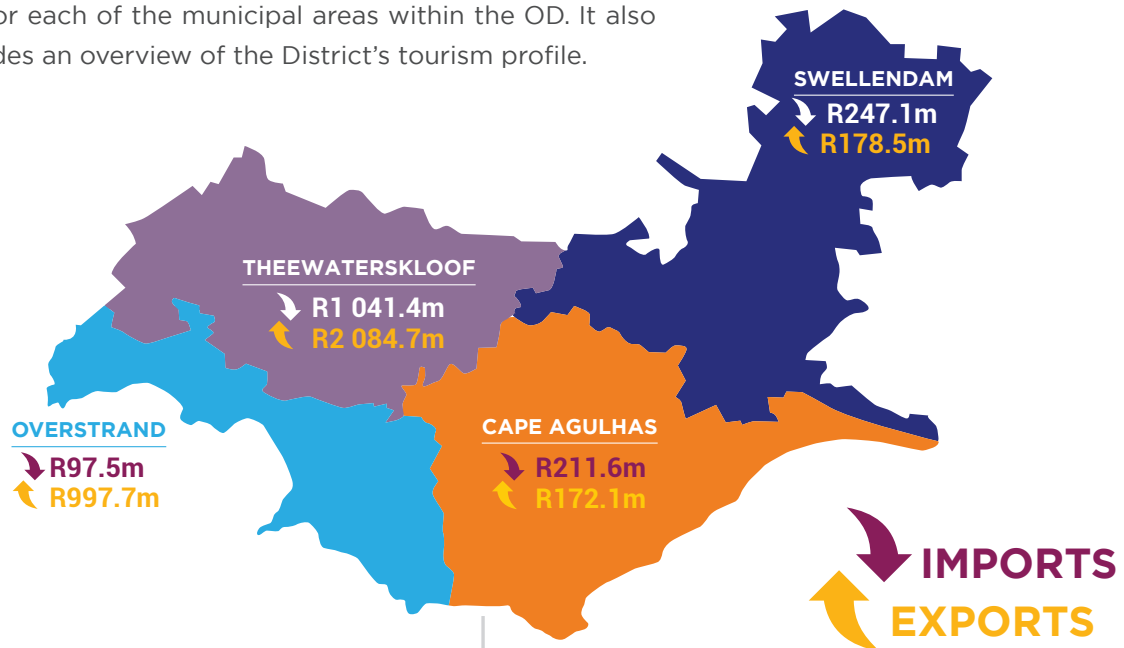 or each of the municipal areas within the OD. It also
des an overview of the District's tourism profile.
SWELLENDAM
R247.1m
R178.5m
THEEWATERSKLOOF
R1 041.4m
R2 084.7m
OVERSTRAND
R97.5m
R997.7m
CAPE AGULHAS
R211.6m
R172.1m
IMPORTS
EXPORTS